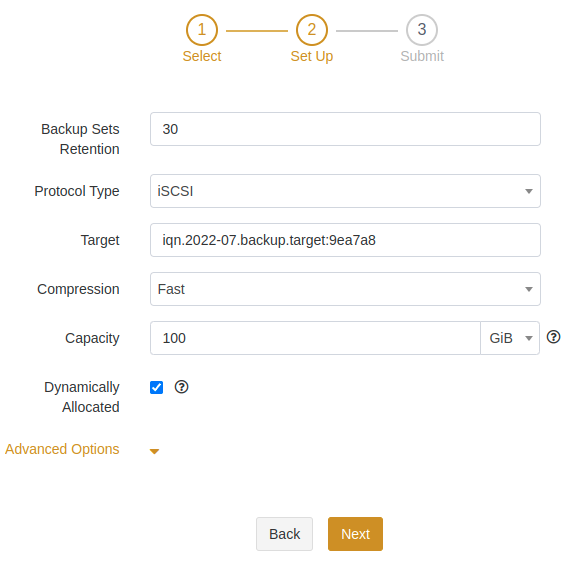 1 2 3
Select Set Up Submit
Backup Sets Retention 30
Protocol Type iSCSI
Target iqn.2022-07.backup.target:9ea7a8
Compression Fast
Capacity 100 GiB ?
Dynamically Allocated ?
Advanced Options
Back Next